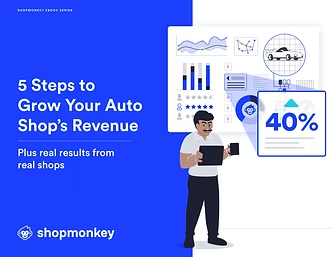 SHOPMONKEY EBOOK SERIES
5 Steps to
Grow Your Auto
Shop's Revenue
Plus real results from
real shops
shopmonkey
40%